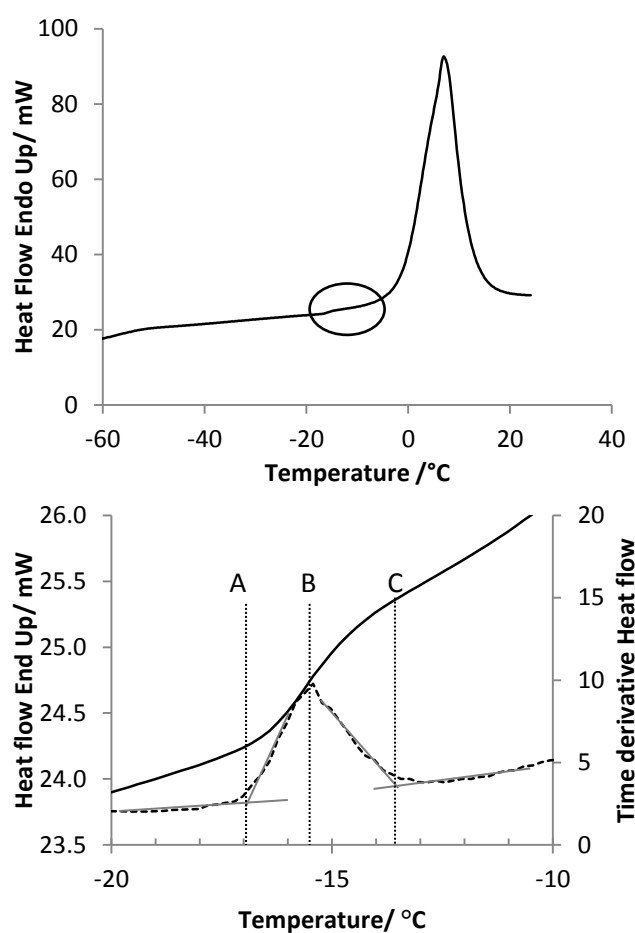 Heat Flow Endo Up/ mW
100
80
60
40
20
0
-60 -40 -20 0 20 40
Temperature /°C
Heat flow End Up/ mW
26.0
25.5
25.0
24.5
24.0
23.5
A B C
20
15
10
5
0
Time derivative Heat flow
-20 -15 -10
Temperature/ °C